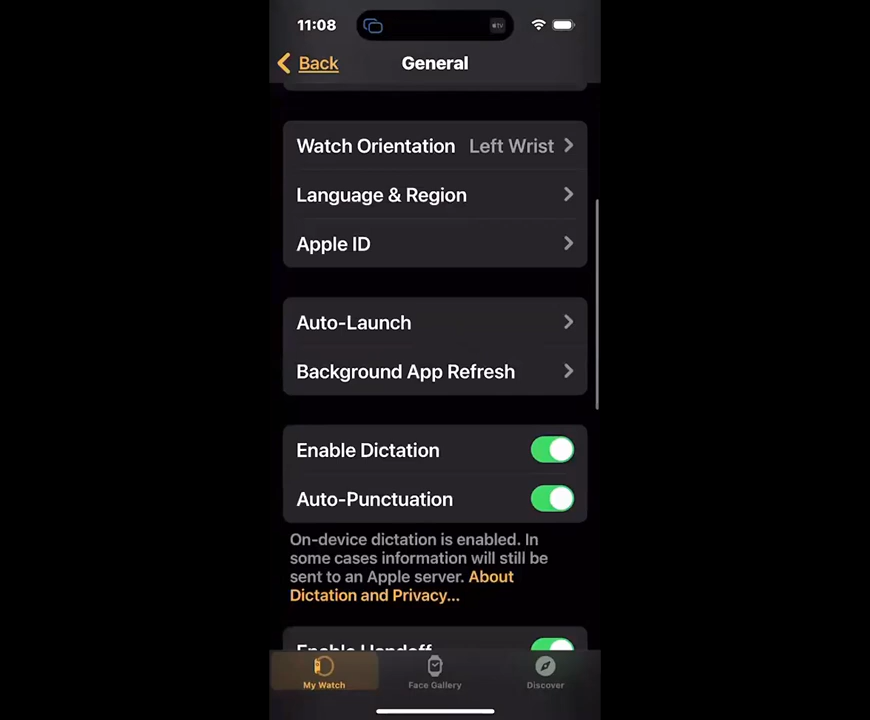 11:08
tv
Back
General
Watch Orientation Left Wrist
Language & Region
Apple ID
Auto-Launch
Background App Refresh
Enable Dictation
Auto-Punctuation
On-device dictation is enabled. In
some cases information will still be
sent to an Apple server. About
Dictation and Privacy...
Enable Handoff
My Watch
Face Gallery
Discover